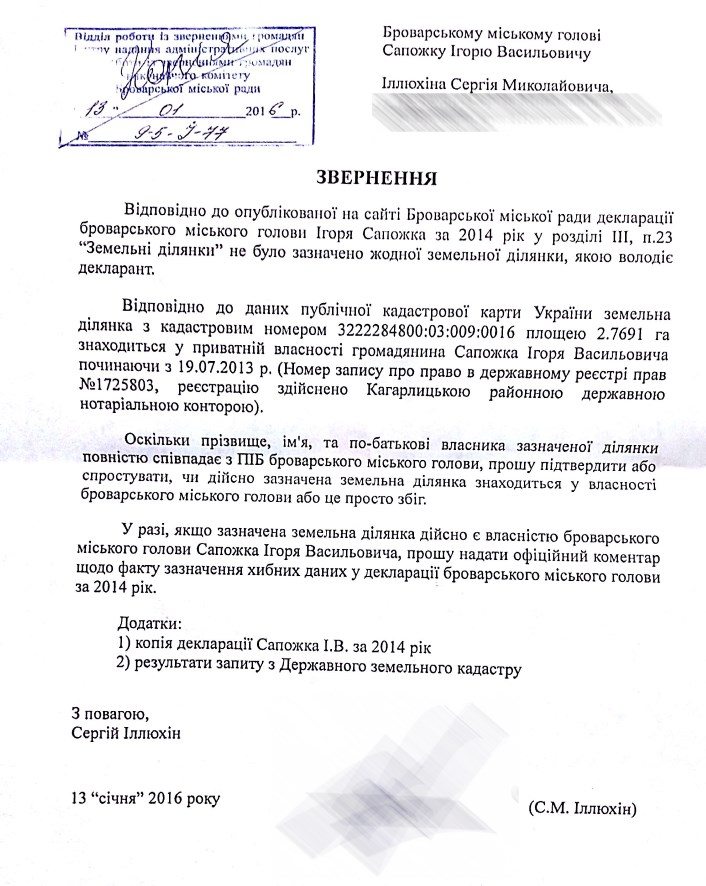 Відділ роботи із зверненнями громадян
Центру надання адміністративних послуг
громадян
виконавчого комітету
Броварської міської ради
"13" 01 2016 р.
№ 9-5-І-77
Броварському міському голові
Сапожку Ігорю Васильовичу
Іллюхіна Сергія Миколайовича,
ЗВЕРНЕННЯ
Відповідно до опублікованої на сайті Броварської міської ради декларації
броварського міського голови Ігоря Сапожка за 2014 рік у розділі III, п.23
“Земельні ділянки” не було зазначено жодної земельної ділянки, якою володіє
декларант.
Відповідно до даних публічної кадастрової карти України земельна
ділянка з кадастровим номером 3222284800:03:009:0016 площею 2.7691 га
знаходиться у приватній власності громадянина Сапожка Ігоря Васильовича
починаючи з 19.07.2013 р. (Номер запису про право в державному реєстрі прав
№1725803, реєстрацію здійснено Кагарлицькою районною державною
нотаріальною конторою).
Оскільки прізвище, ім'я, та по-батькові власника зазначеної ділянки
повністю співпадає з ПІБ броварського міського голови, прошу підтвердити або
спростувати, чи дійсно зазначена земельна ділянка знаходиться у власності
броварського міського голови або це просто збіг.
У разі, якщо зазначена земельна ділянка дійсно є власністю броварського
міського голови Сапожка Ігоря Васильовича, прошу надати офіційний коментар
щодо факту зазначення хибних даних у декларації броварського міського голови
за 2014 рік.
Додатки:
1) копія декларації Сапожка І.В. за 2014 рік
2) результати запиту з Державного земельного кадастру
З повагою,
Сергій Іллюхін
13 “січня” 2016 року
(С.М. Іллюхін)